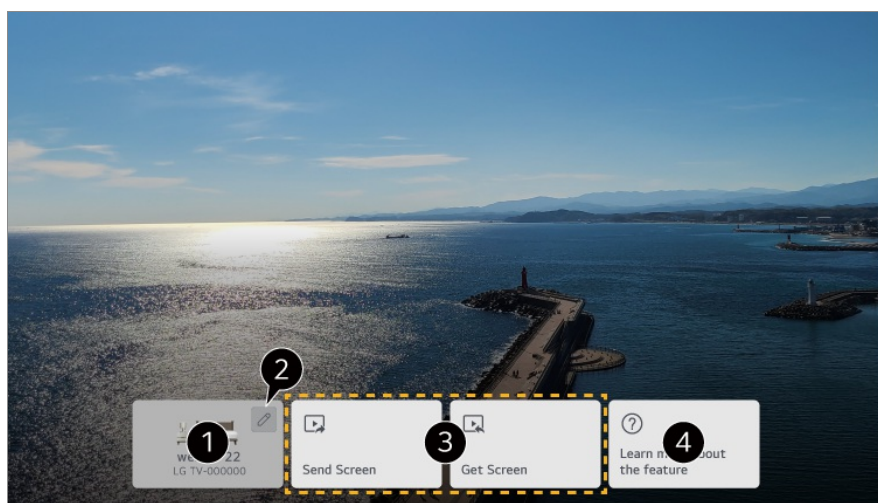 2
1
22
LG TV-000000
Send Screen
3
Get Screen
4
Learn
the feature